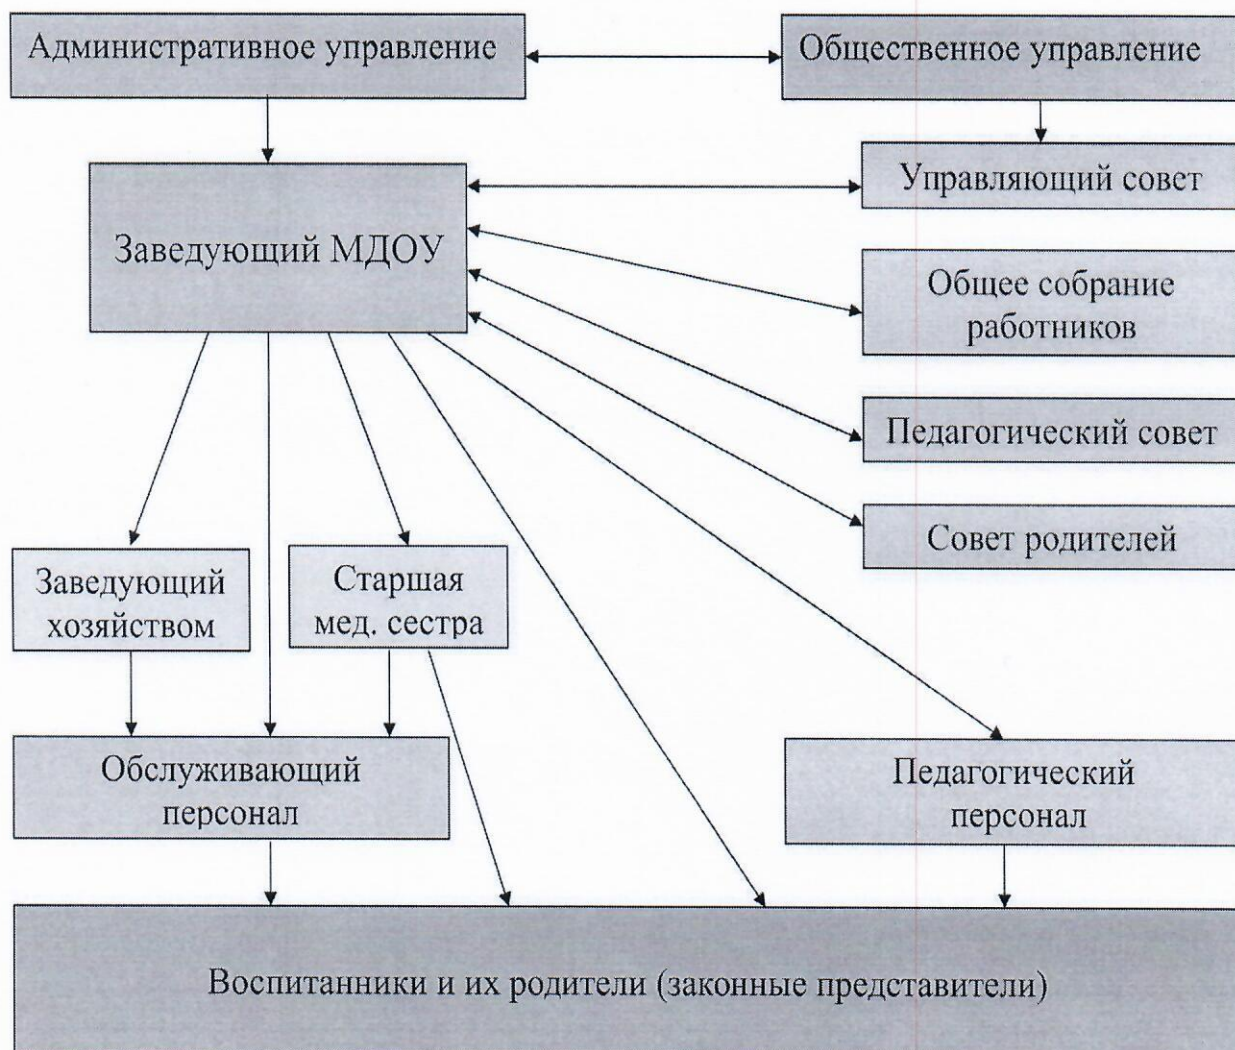 Административное управление
Общественное управление
Управляющий совет
Заведующий МДОУ
Общее собрание
работников
Педагогический совет
Совет родителей
Заведующий
хозяйством
Старшая
мед. сестра
Обслуживающий
персонал
Педагогический
персонал
Воспитанники и их родители (законные представители)